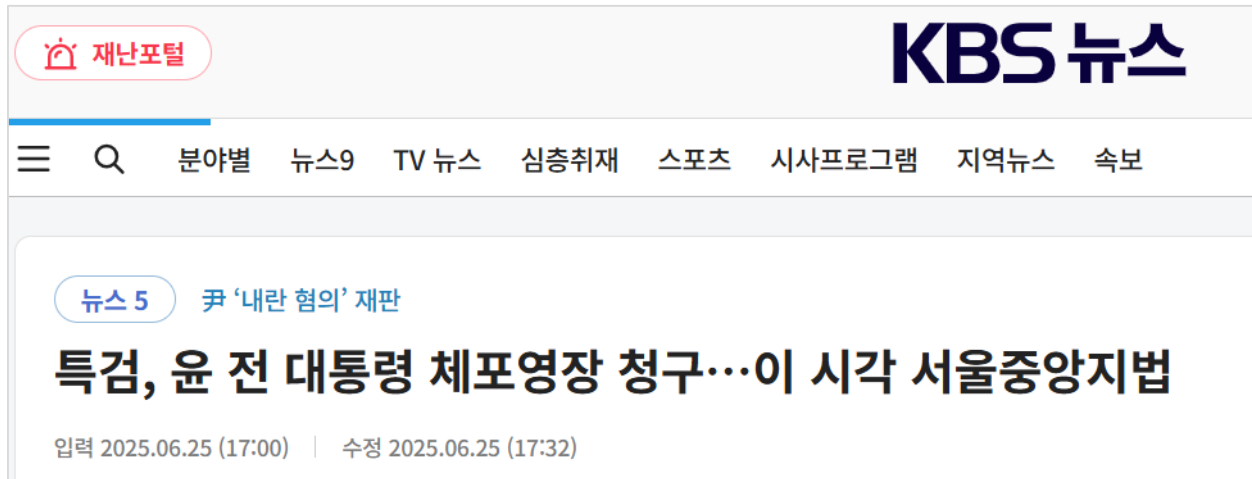 재난포털
KBS 뉴스
분야별 뉴스9 TV 뉴스 심층취재 스포츠 시사프로그램 지역뉴스 속보
뉴스 5 尹 ‘내란 혐의’ 재판
특검, 윤 전 대통령 체포영장 청구…이 시각 서울중앙지법
입력 2025.06.25 (17:00) 수정 2025.06.25 (17:32)